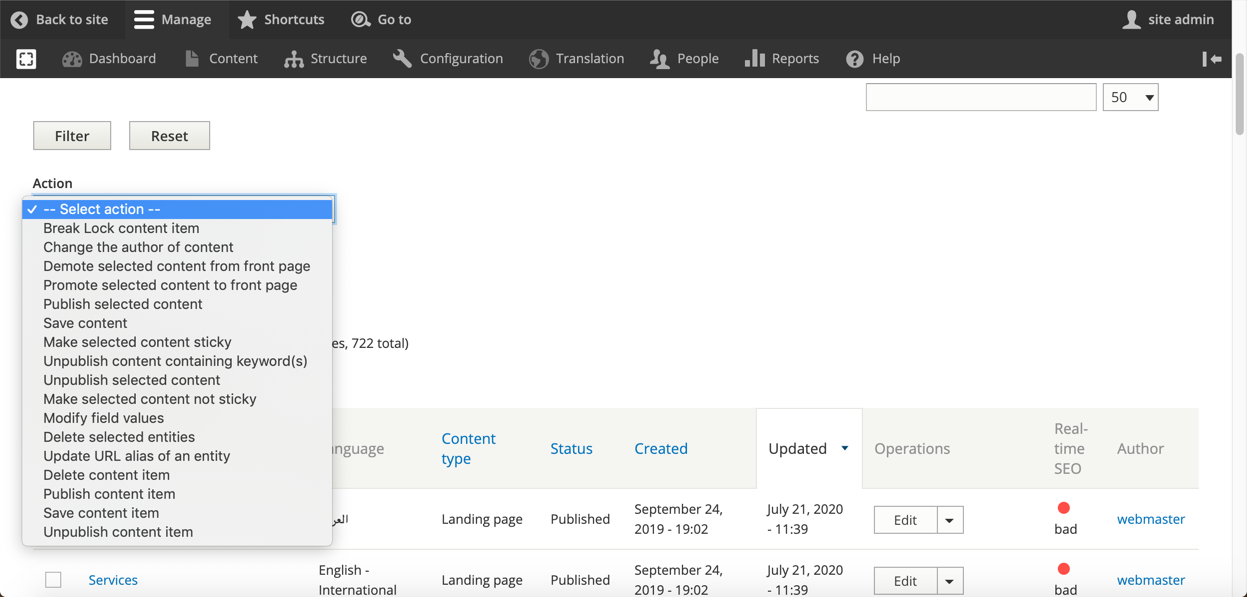 Back to site Manage Shortcuts Go to site admin
Dashboard Content Structure Configuration Translation People Reports Help
50
Filter Reset
Action
-- Select action --
Break Lock content item
Change the author of content
Demote selected content from front page
Promote selected content to front page
Publish selected content
Save content
Make selected content sticky
Unpublish content containing keyword(s)
Unpublish selected content
Make selected content not sticky
Modify field values
Delete selected entities
Update URL alias of an entity
Delete content item
Publish content item
Save content item
Unpublish content item
es, 722 total)
nguage
Content
type
Status
Created
Updated
Operations
Real-
time
SEO
Author
Landing page
Published
September 24,
2019 - 19:02
July 21, 2020
- 11:39
Edit
bad
webmaster
Services
English -
International
Landing page
Published
September 24,
2019 - 19:02
July 21, 2020
- 11:39
Edit
bad
webmaster